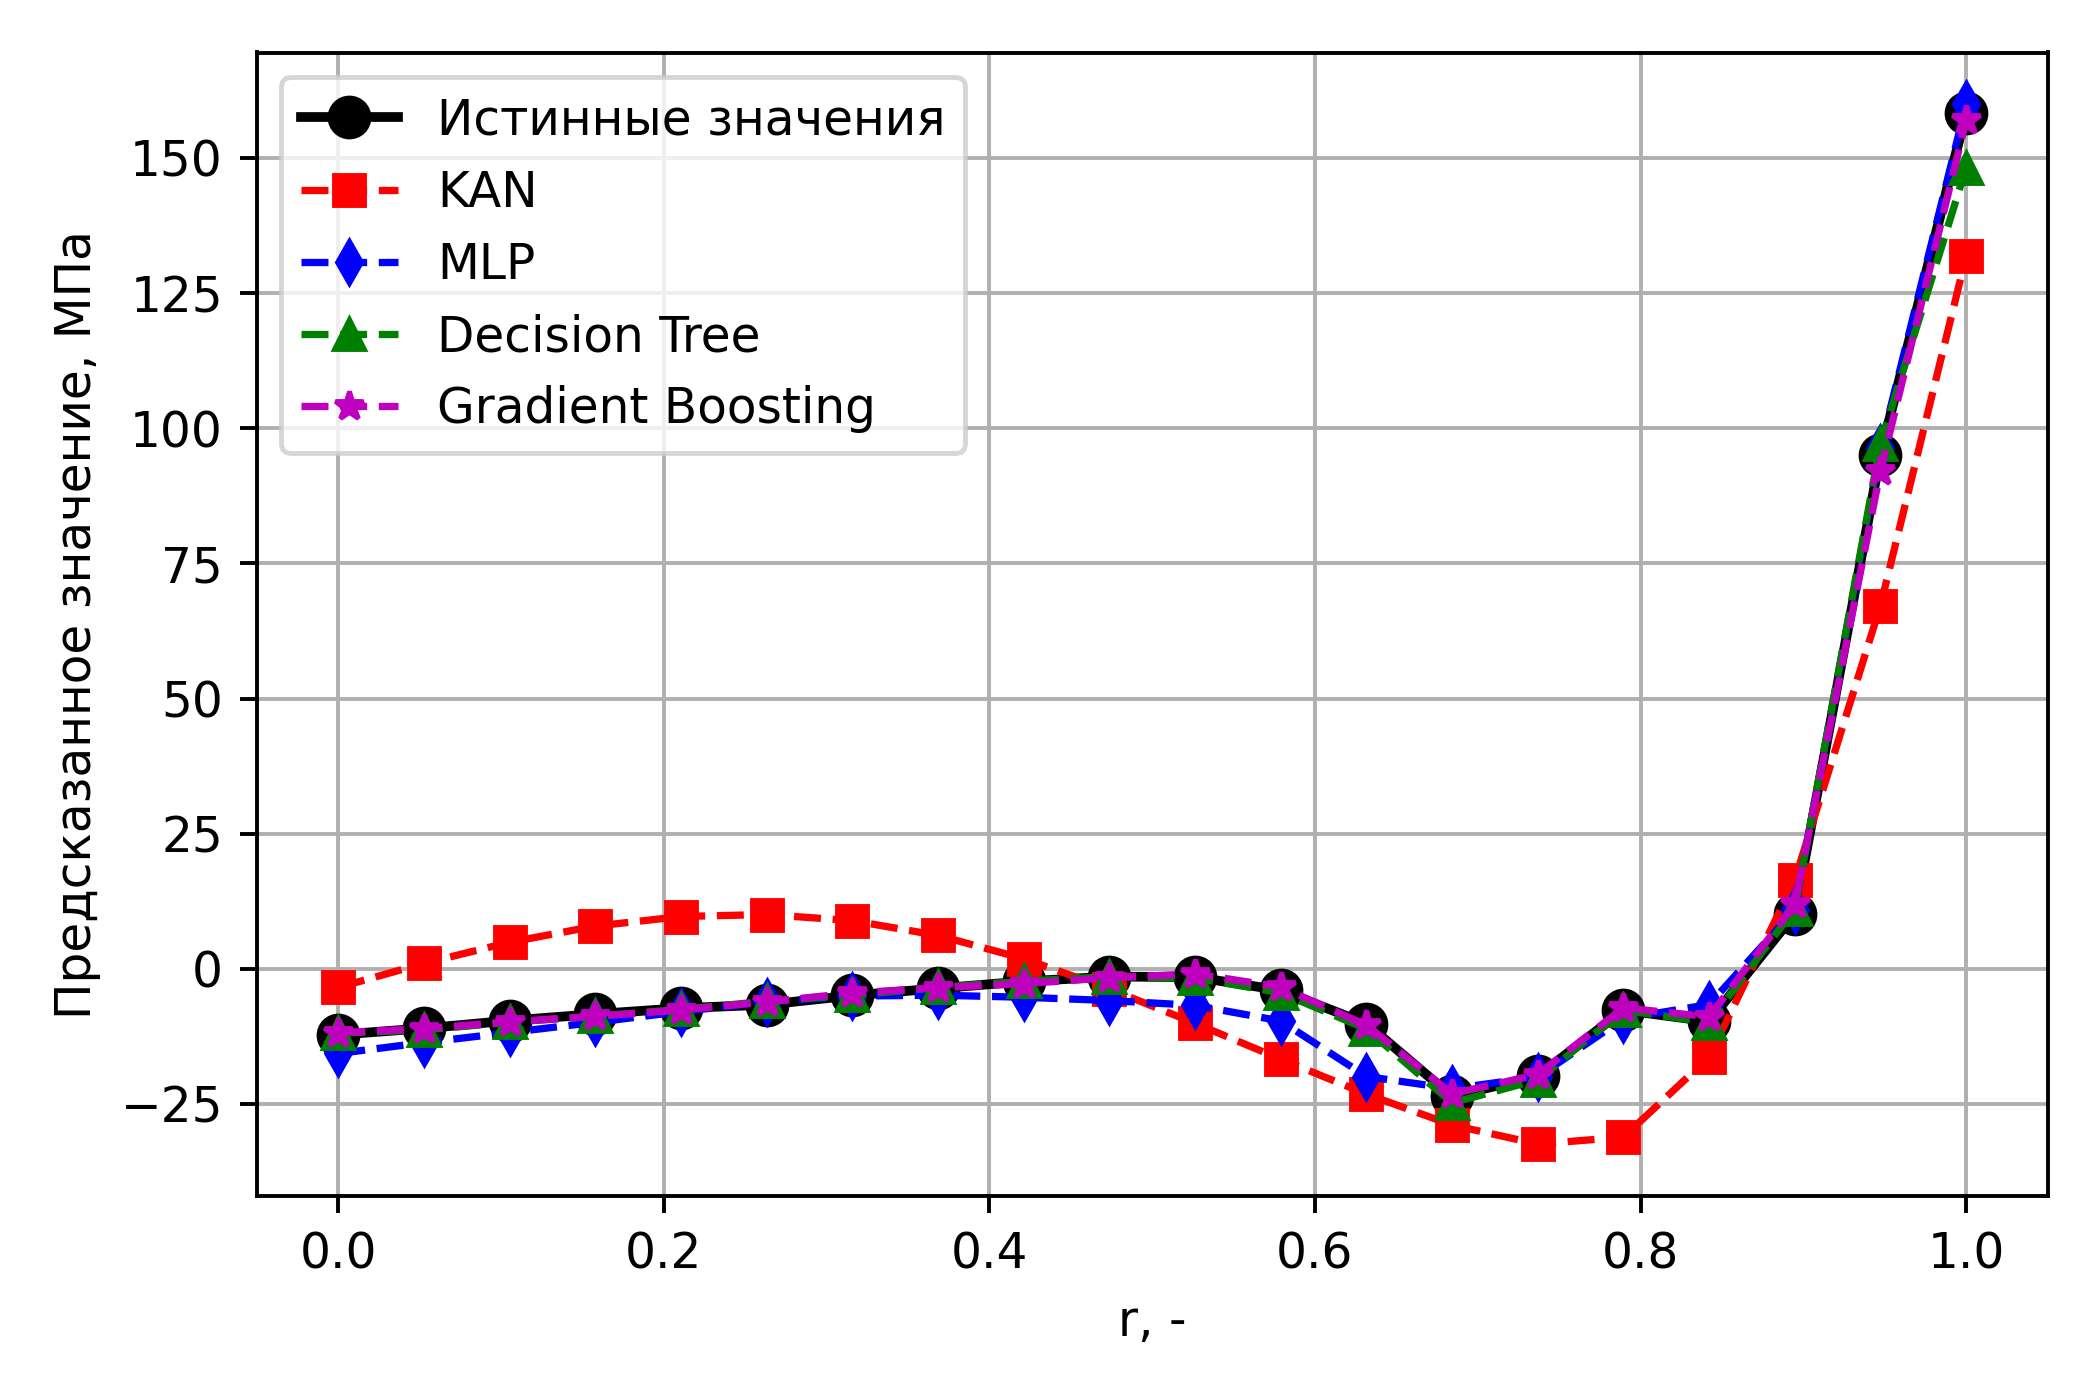 Истинные значения
KAN
MLP
Decision Tree
Gradient Boosting
Предсказанное значение, МПа
150
125
100
75
50
25
0
−25
0.0 0.2 0.4 0.6 0.8 1.0
r, -